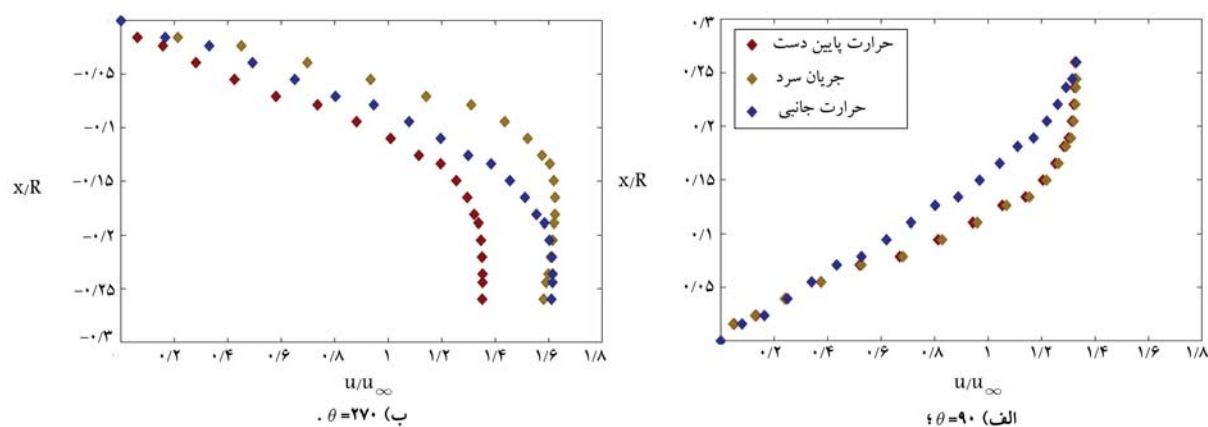 ۰/۳
۰/۲۵
۰/۲
۰/۱۵
۰/۱
۰/۰۵
x/R
حرارت پایین دست
جریان سرد
حرارت جانبی
۰/۲ ۰/۴ ۰/۶ ۰/۸ ۱ ۱/۲ ۱/۴ ۱/۶ ۱/۸
u/u∞
الف) θ=۹۰؛
۰
−۰/۰۵
−۰/۱
−۰/۱۵
−۰/۲
−۰/۲۵
−۰/۳
x/R
۰/۲ ۰/۴ ۰/۶ ۰/۸ ۱ ۱/۲ ۱/۴ ۱/۶ ۱/۸
u/u∞
ب) θ=۲۷۰ .